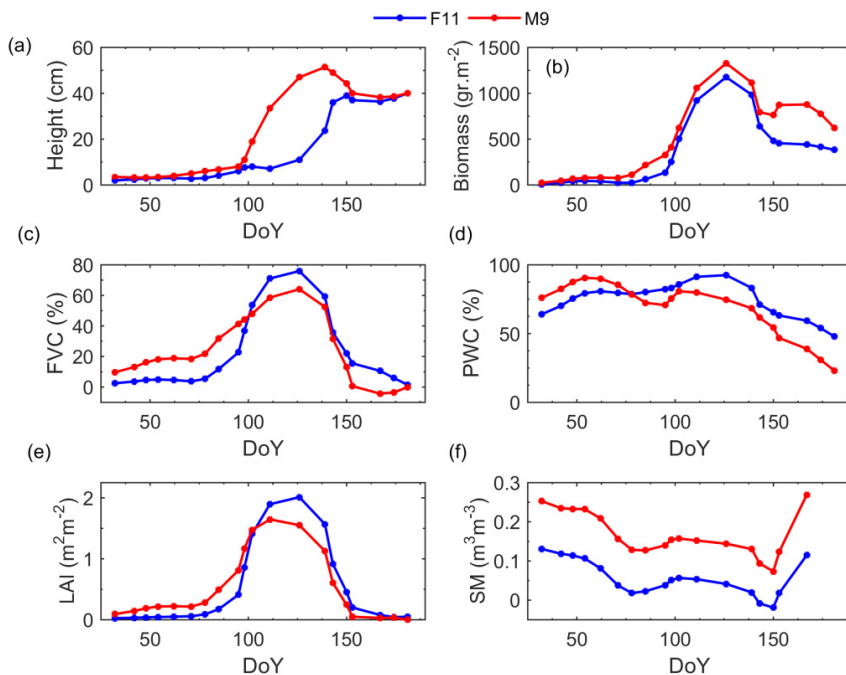 F11 M9
(a)
Height (cm)
60
40
20
0
50 100 150
DoY
(b)
Biomass (gr.m⁻²)
1500
1000
500
0
50 100 150
DoY
(c)
FVC (%)
80
60
40
20
0
50 100 150
DoY
(d)
PWC (%)
100
50
0
50 100 150
DoY
(e)
LAI (m²m⁻²)
2
1
0
50 100 150
DoY
(f)
SM (m³m⁻³)
0.3
0.2
0.1
0
50 100 150
DoY